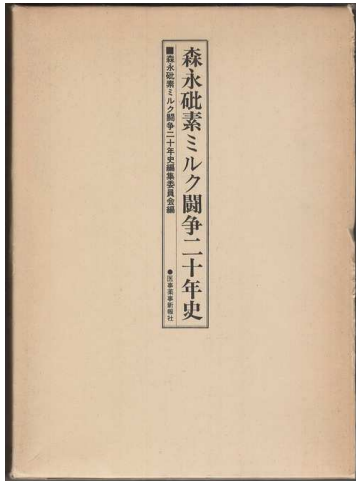 森永砒素ミルク闘争二十年史
■森永砒素ミルク闘争二十年史編集委員会編
●医事薬事新報社